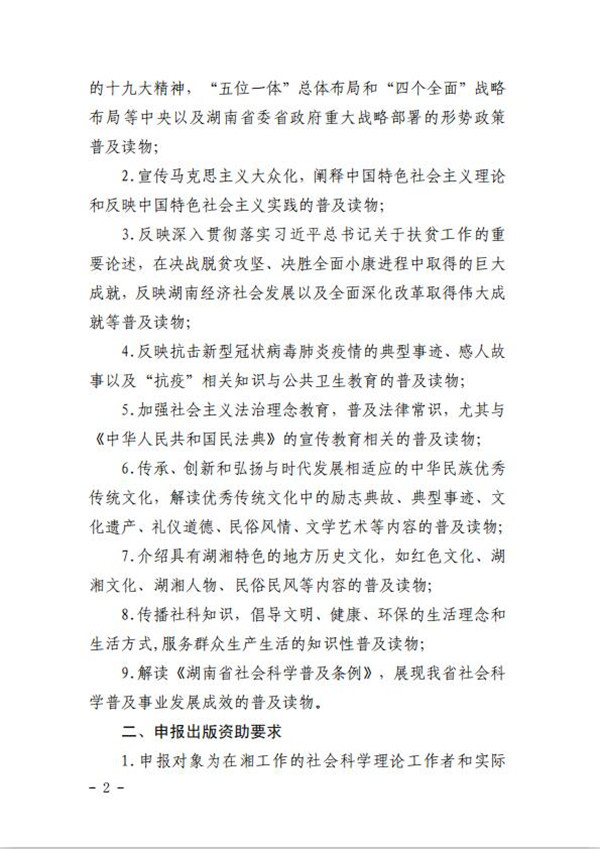 的十九大精神，“五位一体”总体布局和“四个全面”战略
布局等中央以及湖南省委省政府重大战略部署的形势政策
普及读物；
2.宣传马克思主义大众化，阐释中国特色社会主义理论
和反映中国特色社会主义实践的普及读物；
3.反映深入贯彻落实习近平总书记关于扶贫工作的重
要论述，在决战脱贫攻坚、决胜全面小康进程中取得的巨大
成就，反映湖南经济社会发展以及全面深化改革取得伟大成
就等普及读物；
4.反映抗击新型冠状病毒肺炎疫情的典型事迹、感人故
事以及“抗疫”相关知识与公共卫生教育的普及读物；
5.加强社会主义法治理念教育，普及法律常识，尤其与
《中华人民共和国民法典》的宣传教育相关的普及读物；
6.传承、创新和弘扬与时代发展相适应的中华民族优秀
传统文化，解读优秀传统文化中的励志典故、典型事迹、文
化遗产、礼仪道德、民俗风情、文学艺术等内容的普及读物；
7.介绍具有湖湘特色的地方历史文化，如红色文化、湖
湘文化、湖湘人物、民俗民风等内容的普及读物；
8.传播社科知识，倡导文明、健康、环保的生活理念和
生活方式,服务群众生产生活的知识性普及读物；
9.解读《湖南省社会科学普及条例》，展现我省社会科
学普及事业发展成效的普及读物。
二、申报出版资助要求
1.申报对象为在湘工作的社会科学理论工作者和实际
- 2 -